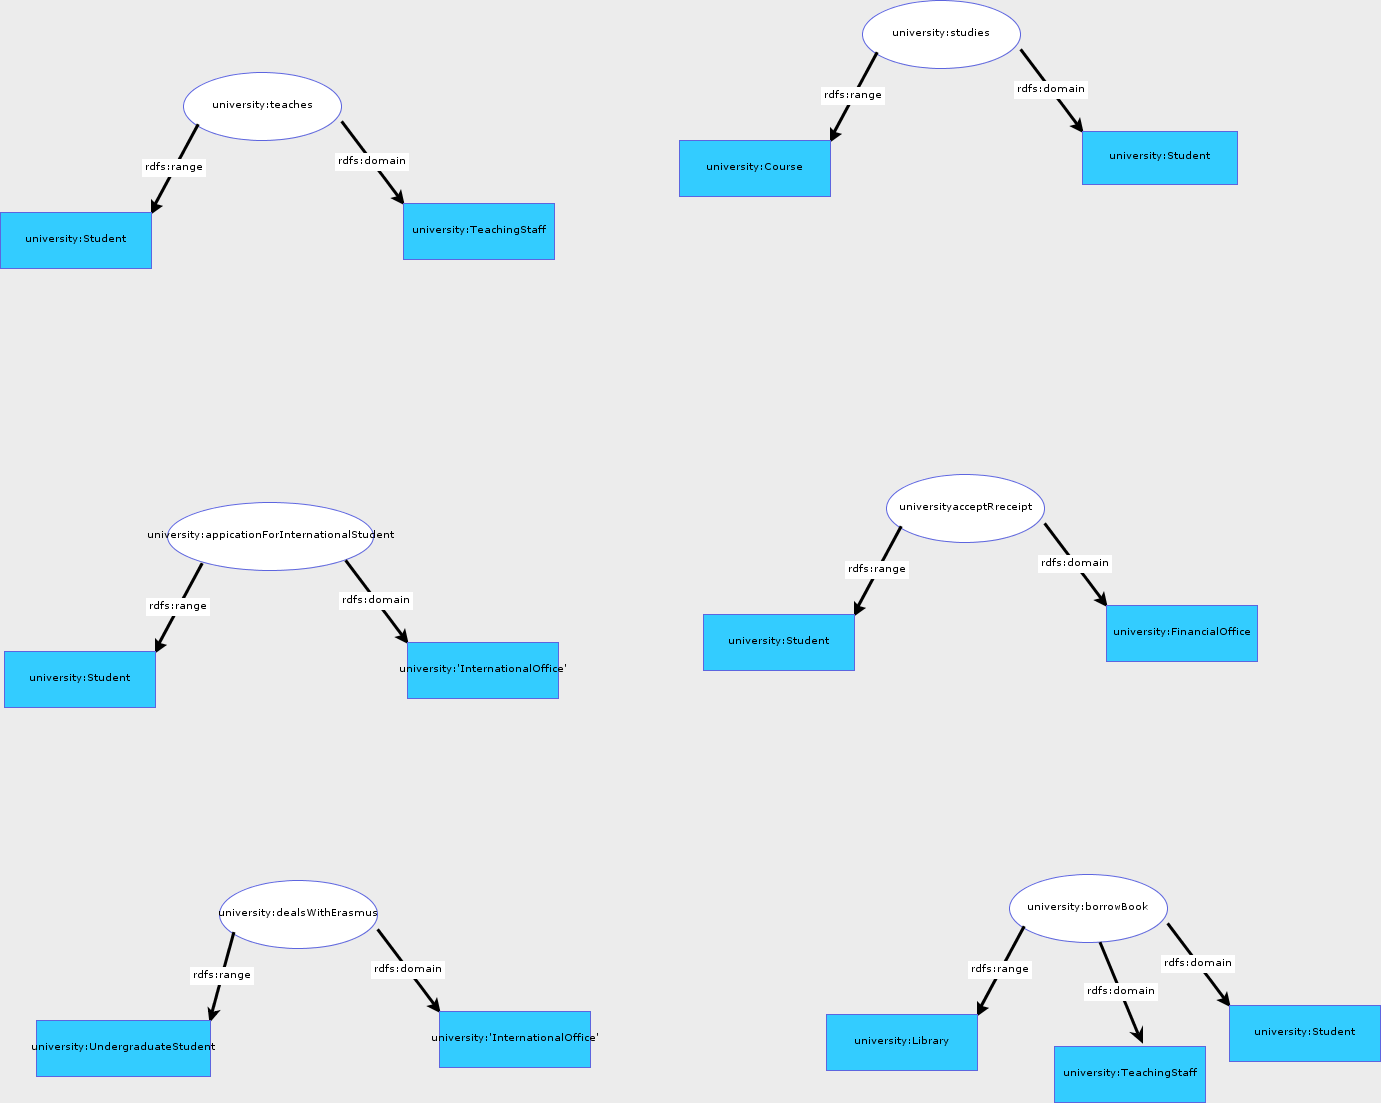 university:studies
rdfs:range
rdfs:domain
university:Course
university:Student
university:teaches
rdfs:range
rdfs:domain
university:Student
university:TeachingStaff
university:appicationForInternationalStudent
rdfs:range
rdfs:domain
university:Student
university:'InternationalOffice'
universityacceptRreceipt
rdfs:range
rdfs:domain
university:Student
university:FinancialOffice
university:dealsWithErasmus
rdfs:range
rdfs:domain
university:UndergraduateStudent
university:'InternationalOffice'
university:borrowBook
rdfs:range
rdfs:domain
rdfs:domain
university:Library
university:TeachingStaff
university:Student